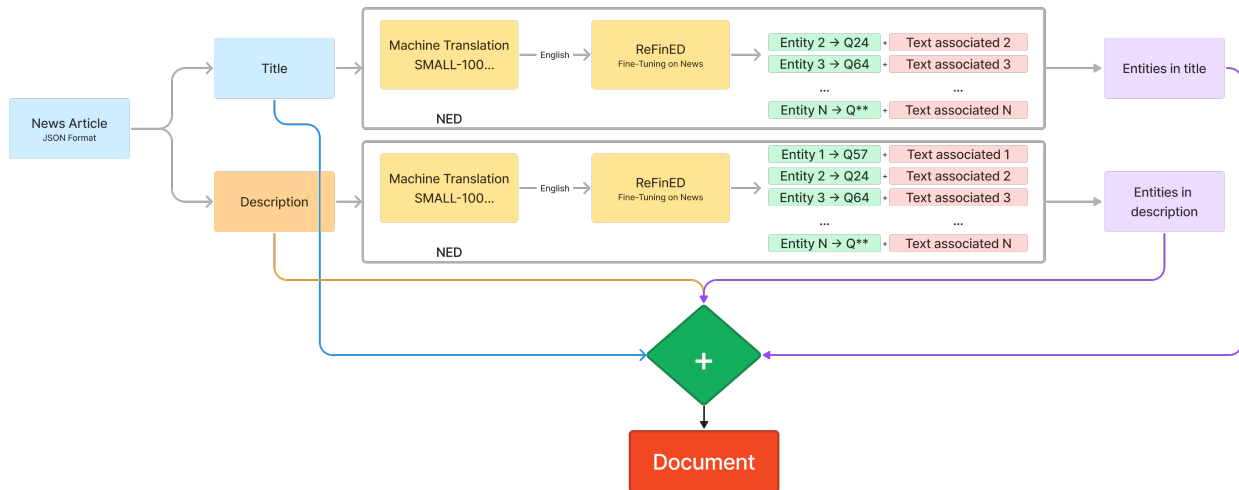 News Article
JSON Format
Title
Machine Translation
SMALL-100...
English
ReFinED
Fine-Tuning on News
Entity 2 → Q24 + Text associated 2
Entity 3 → Q64 + Text associated 3
... ...
Entity N → Q** + Text associated N
NED
Entities in title
Description
Machine Translation
SMALL-100...
English
ReFinED
Fine-Tuning on News
Entity 1 → Q57 + Text associated 1
Entity 2 → Q24 + Text associated 2
Entity 3 → Q64 + Text associated 3
... ...
Entity N → Q** + Text associated N
NED
Entities in
description
+
Document